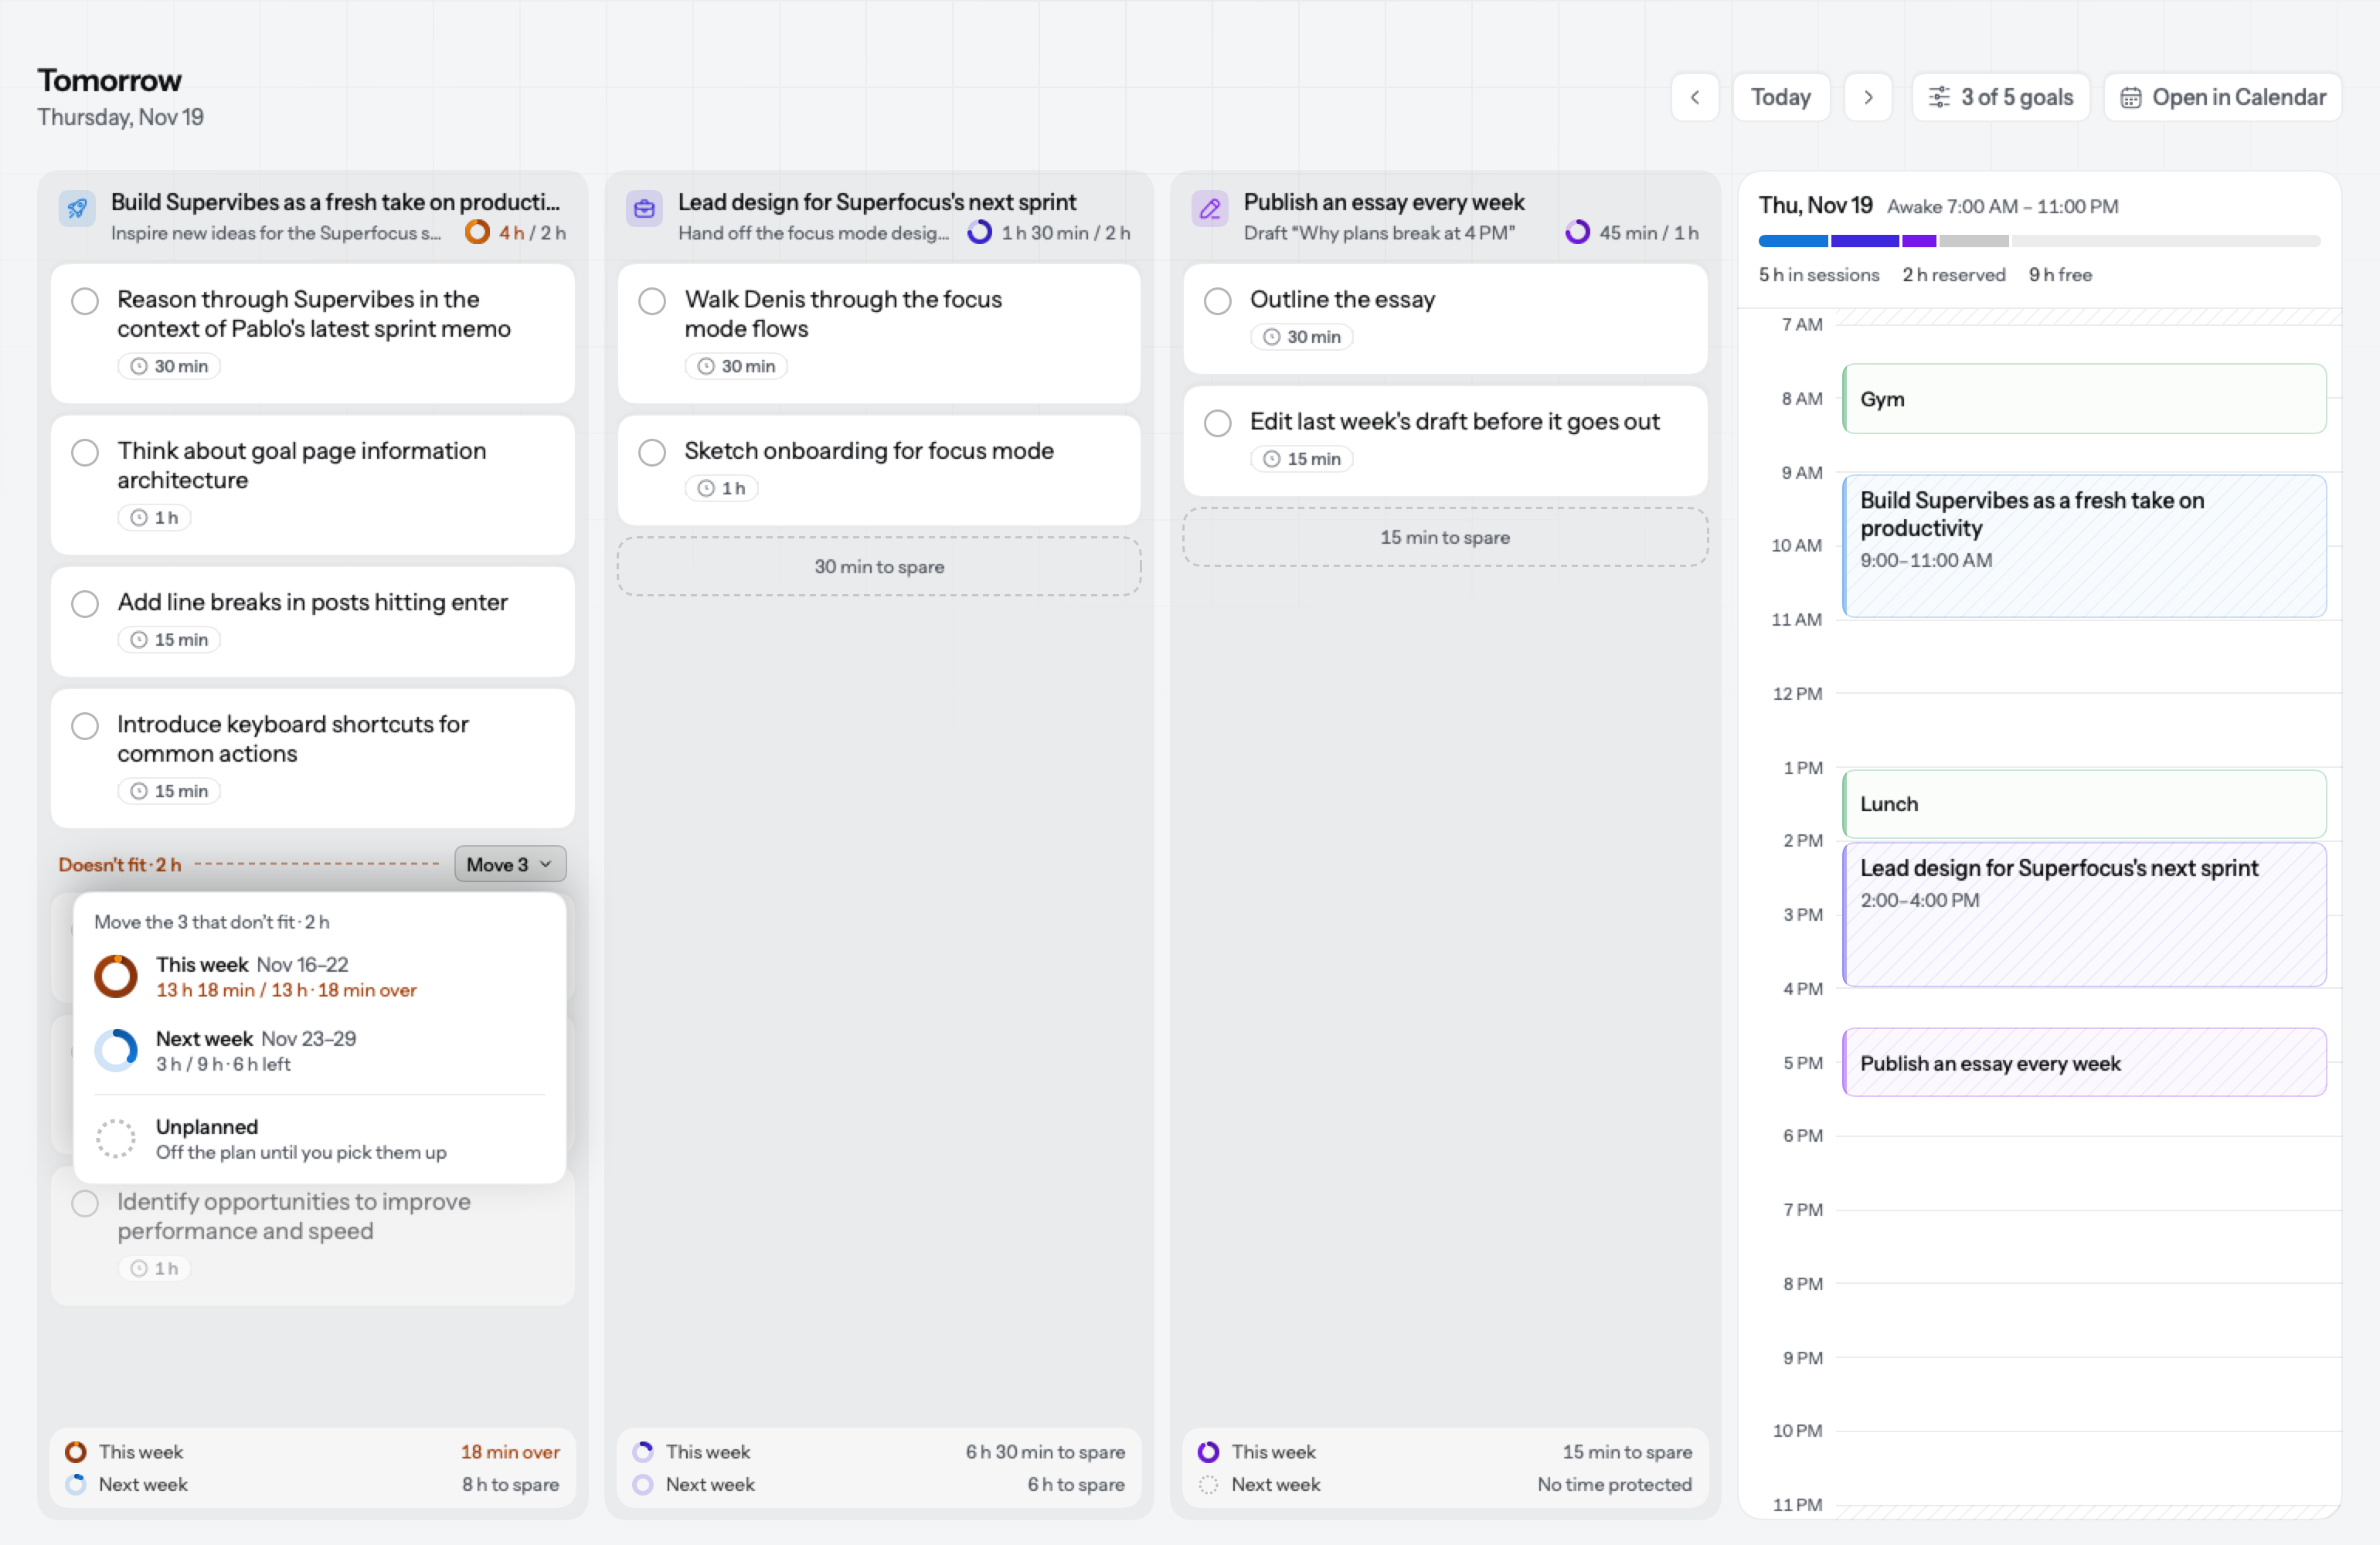 Tomorrow
Thursday, Nov 19
Today
3 of 5 goals
Open in Calendar
Build Supervibes as a fresh take on producti...
Inspire new ideas for the Superfocus s...
4 h / 2 h
Reason through Supervibes in the
context of Pablo's latest sprint memo
30 min
Think about goal page information
architecture
1 h
Add line breaks in posts hitting enter
15 min
Introduce keyboard shortcuts for
common actions
15 min
Doesn't fit · 2 h
Move 3
Move the 3 that don't fit · 2 h
This week Nov 16–22
13 h 18 min / 13 h · 18 min over
Next week Nov 23–29
3 h / 9 h · 6 h left
Unplanned
Off the plan until you pick them up
Identify opportunities to improve
performance and speed
1 h
This week 18 min over
Next week 8 h to spare
Lead design for Superfocus's next sprint
Hand off the focus mode desig...
1 h 30 min / 2 h
Walk Denis through the focus
mode flows
30 min
Sketch onboarding for focus mode
1 h
30 min to spare
This week 6 h 30 min to spare
Next week 6 h to spare
Publish an essay every week
Draft “Why plans break at 4 PM”
45 min / 1 h
Outline the essay
30 min
Edit last week's draft before it goes out
15 min
15 min to spare
This week 15 min to spare
Next week No time protected
Thu, Nov 19 Awake 7:00 AM – 11:00 PM
5 h in sessions 2 h reserved 9 h free
7 AM
8 AM
Gym
9 AM
Build Supervibes as a fresh take on
productivity
10 AM
9:00–11:00 AM
11 AM
12 PM
1 PM
Lunch
2 PM
Lead design for Superfocus's next sprint
2:00–4:00 PM
3 PM
4 PM
5 PM
Publish an essay every week
6 PM
7 PM
8 PM
9 PM
10 PM
11 PM